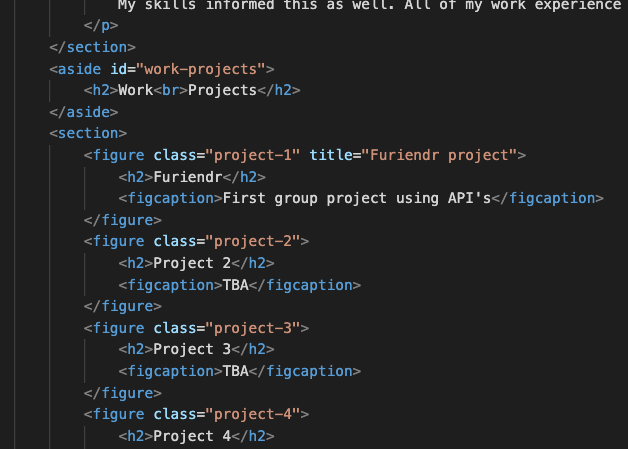 My skills informed this as well. All of my work experience
</p>
</section>
<aside id="work-projects">
<h2>Work<br>Projects</h2>
</aside>
<section>
<figure class="project-1" title="Furiendr project">
<h2>Furiendr</h2>
<figcaption>First group project using API's</figcaption>
</figure>
<figure class="project-2">
<h2>Project 2</h2>
<figcaption>TBA</figcaption>
</figure>
<figure class="project-3">
<h2>Project 3</h2>
<figcaption>TBA</figcaption>
</figure>
<figure class="project-4">
<h2>Project 4</h2>